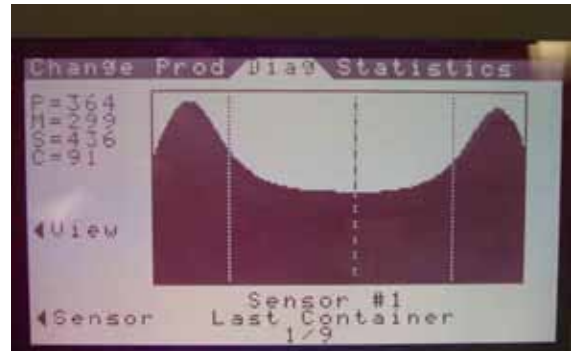 Change Prod Diag Statistics
P=364
M=299
S=436
C=91
◀View
Sensor #1
◀Sensor Last Container
1/9